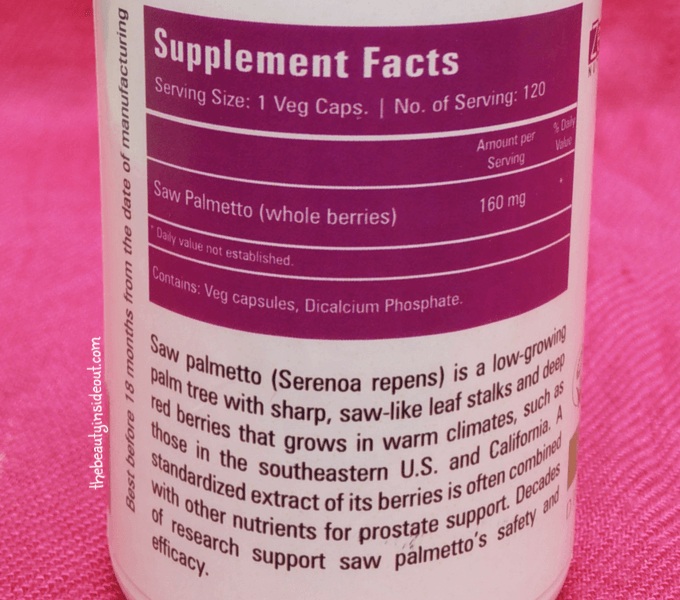 Supplement Facts
Serving Size: 1 Veg Caps. | No. of Serving: 120
Amount per
Serving
% Daily
Value
Saw Palmetto (whole berries) 160 mg *
* Daily value not established.
Contains: Veg capsules, Dicalcium Phosphate.
Saw palmetto (Serenoa repens) is a low-growing
palm tree with sharp, saw-like leaf stalks and deep
red berries that grows in warm climates, such as
those in the southeastern U.S. and California. A
standardized extract of its berries is often combined
with other nutrients for prostate support. Decades
of research support saw palmetto's safety and
efficacy.
Best before 18 months from the date of manufacturing
thebeautyinsideout.com